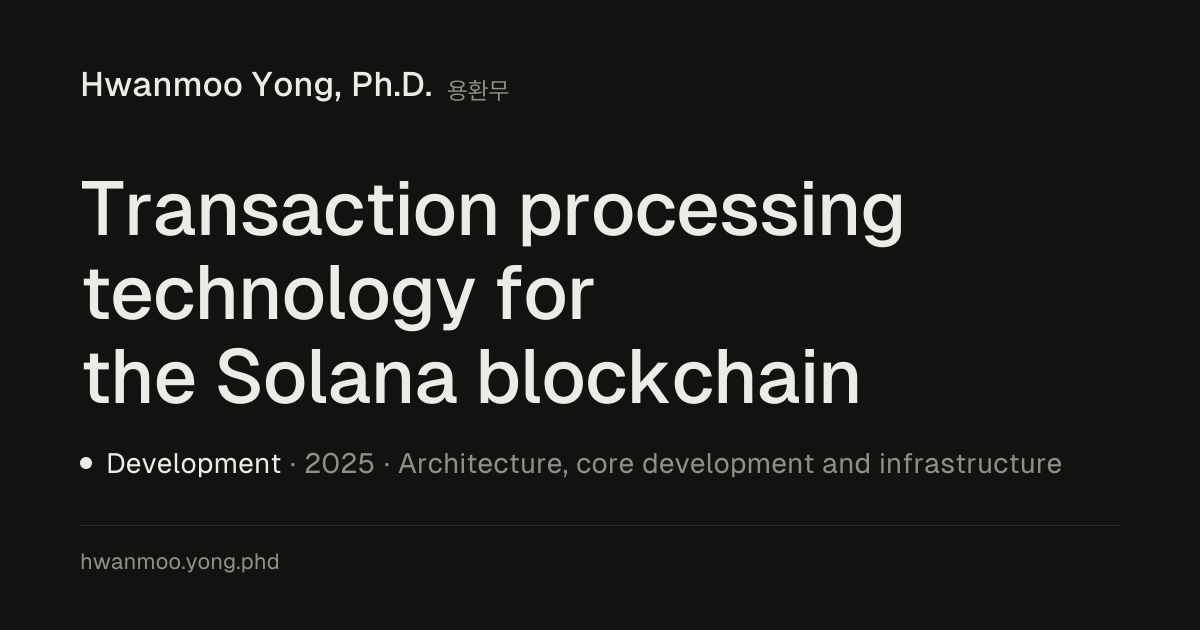 Hwanmoo Yong, Ph.D. 용환무
Transaction processing
technology for
the Solana blockchain
• Development · 2025 · Architecture, core development and infrastructure
hwanmoo.yong.phd